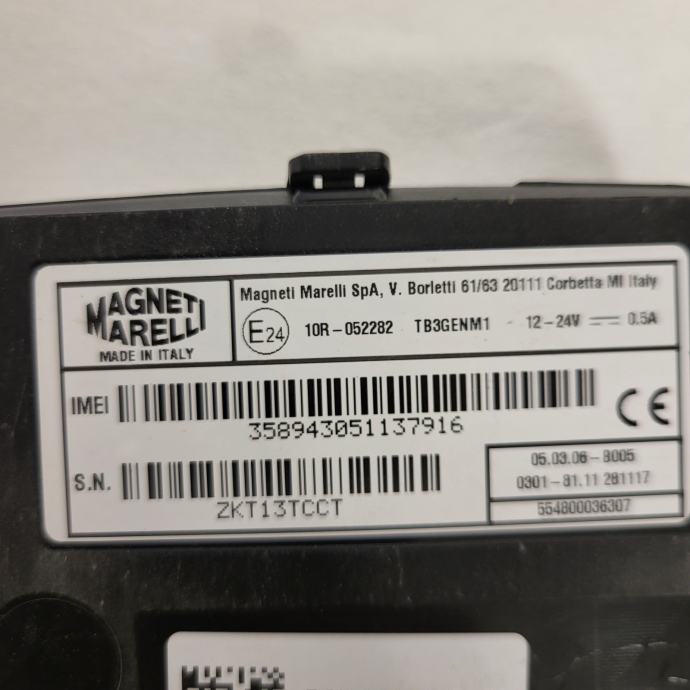 MAGNETI
MARELLI
MADE IN ITALY
Magneti Marelli SpA, V. Borletti 61/63 20111 Corbetta MI Italy
E24 10R-052282 TB3GENM1 - 12-24V 0.5A
IMEI
358943051137916
CE
S.N.
ZKT13TCCT
05.03.06-8005
0301-81.11 281117
554800036307